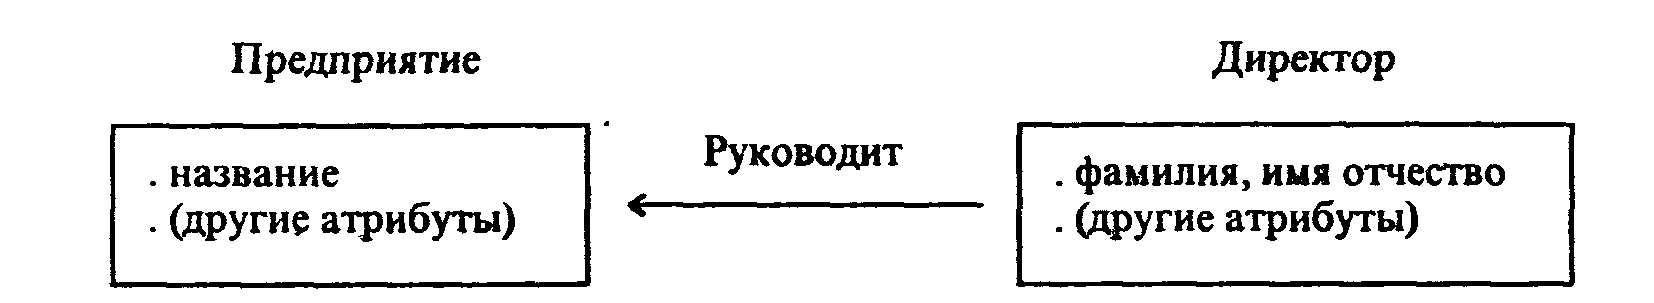 Предприятие
Директор
. название
. (другие атрибуты)
Руководит
. фамилия, имя отчество
. (другие атрибуты)